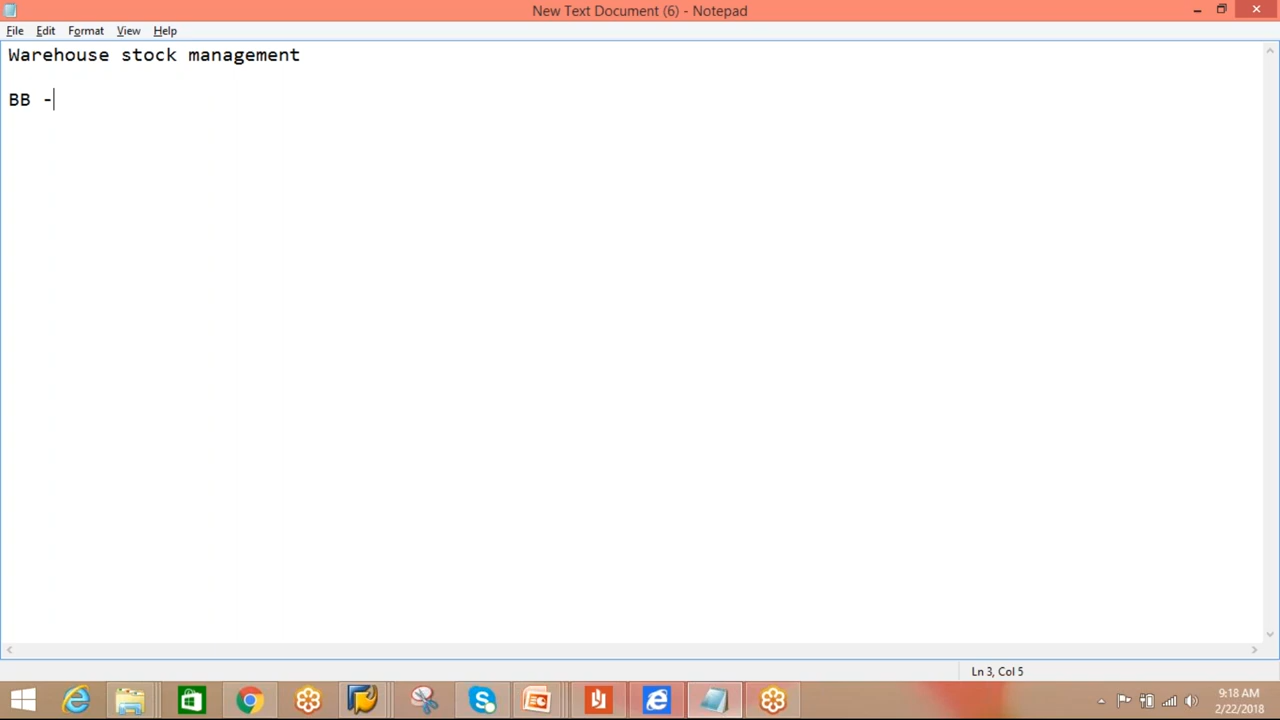 New Text Document (6) - Notepad
File Edit Format View Help
Warehouse stock management
BB -
Ln 3, Col 5
9:18 AM
2/22/2018